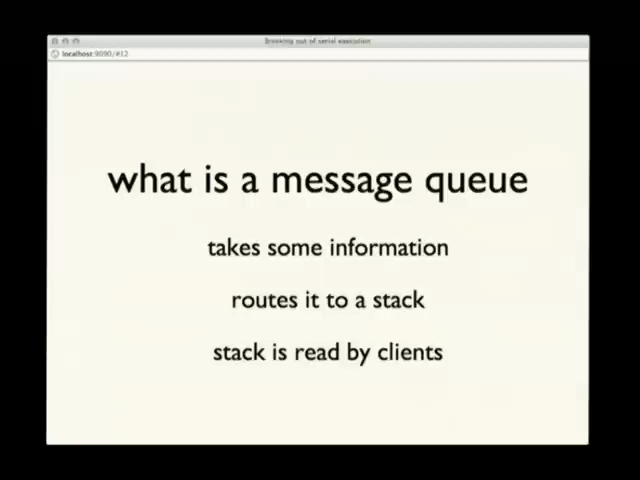 Breaking out of serial execution
localhost:9090/#12
what is a message queue
takes some information
routes it to a stack
stack is read by clients